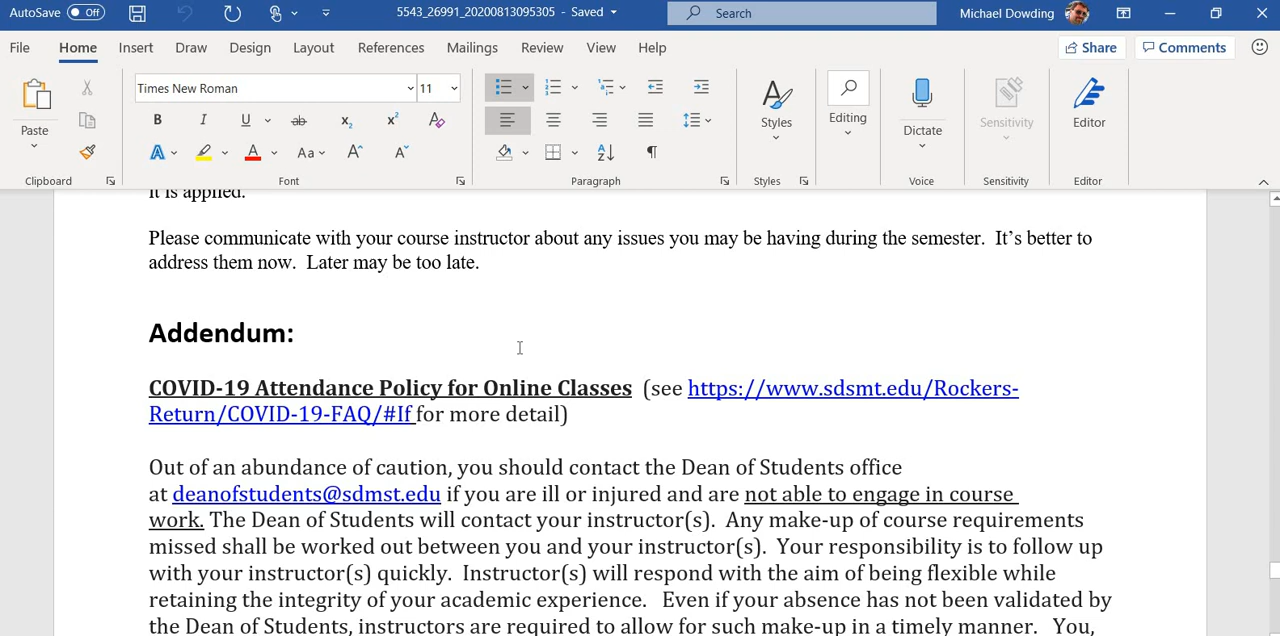 AutoSave Off 5543_26991_20200813095305 - Saved Search Michael Dowding
File Home Insert Draw Design Layout References Mailings Review View Help Share Comments
Times New Roman 11
Paste B I U ab x₂ x² A Styles Editing Dictate Sensitivity Editor
A A Aa A A
Clipboard Font Paragraph Styles Voice Sensitivity Editor
it is applied.
Please communicate with your course instructor about any issues you may be having during the semester. It’s better to
address them now. Later may be too late.
Addendum:
COVID-19 Attendance Policy for Online Classes (see https://www.sdsmt.edu/Rockers-
Return/COVID-19-FAQ/#If for more detail)
Out of an abundance of caution, you should contact the Dean of Students office
at deanofstudents@sdmst.edu if you are ill or injured and are not able to engage in course
work. The Dean of Students will contact your instructor(s). Any make-up of course requirements
missed shall be worked out between you and your instructor(s). Your responsibility is to follow up
with your instructor(s) quickly. Instructor(s) will respond with the aim of being flexible while
retaining the integrity of your academic experience. Even if your absence has not been validated by
the Dean of Students, instructors are required to allow for such make-up in a timely manner. You,